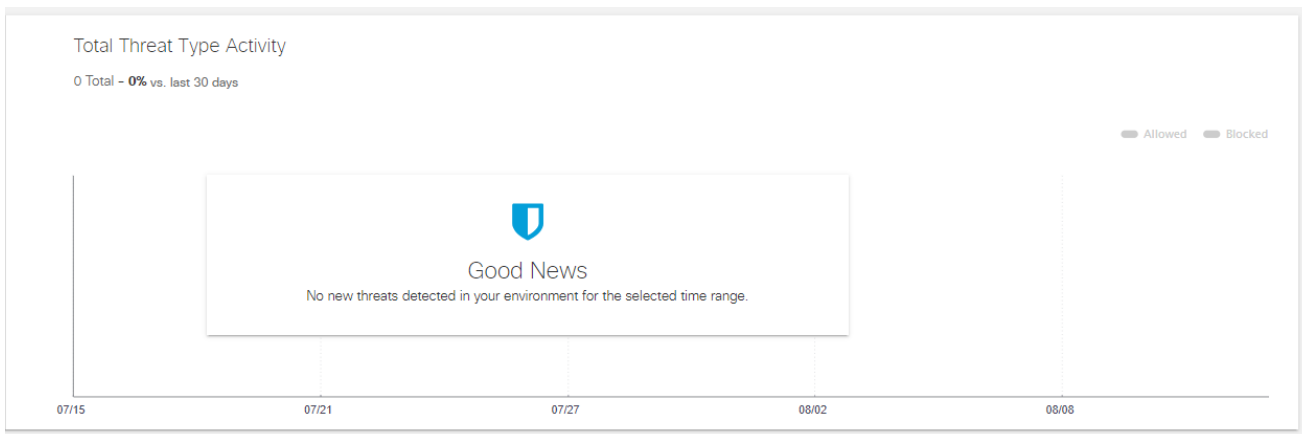 Total Threat Type Activity
0 Total - 0% vs. last 30 days
Allowed Blocked
Good News
No new threats detected in your environment for the selected time range.
07/15 07/21 07/27 08/02 08/08